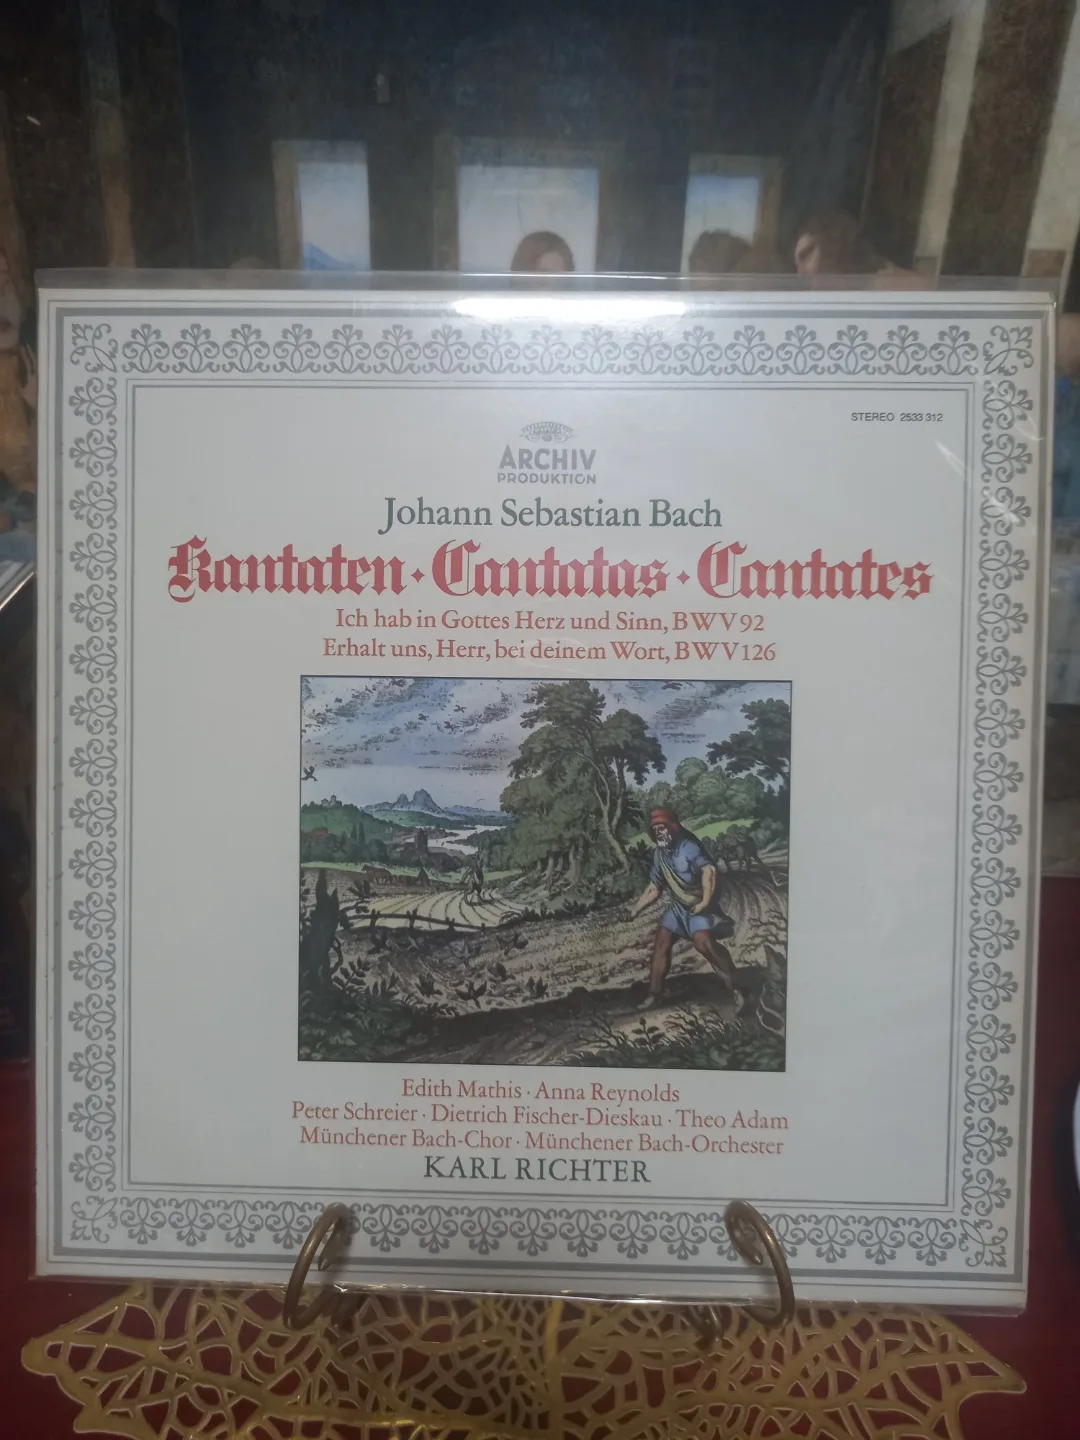 STEREO 2533 312
ARCHIV
PRODUKTION
Johann Sebastian Bach
Kantaten · Cantatas · Cantates
Ich hab in Gottes Herz und Sinn, BWV 92
Erhalt uns, Herr, bei deinem Wort, BWV 126
Edith Mathis · Anna Reynolds
Peter Schreier · Dietrich Fischer-Dieskau · Theo Adam
Münchener Bach-Chor · Münchener Bach-Orchester
KARL RICHTER